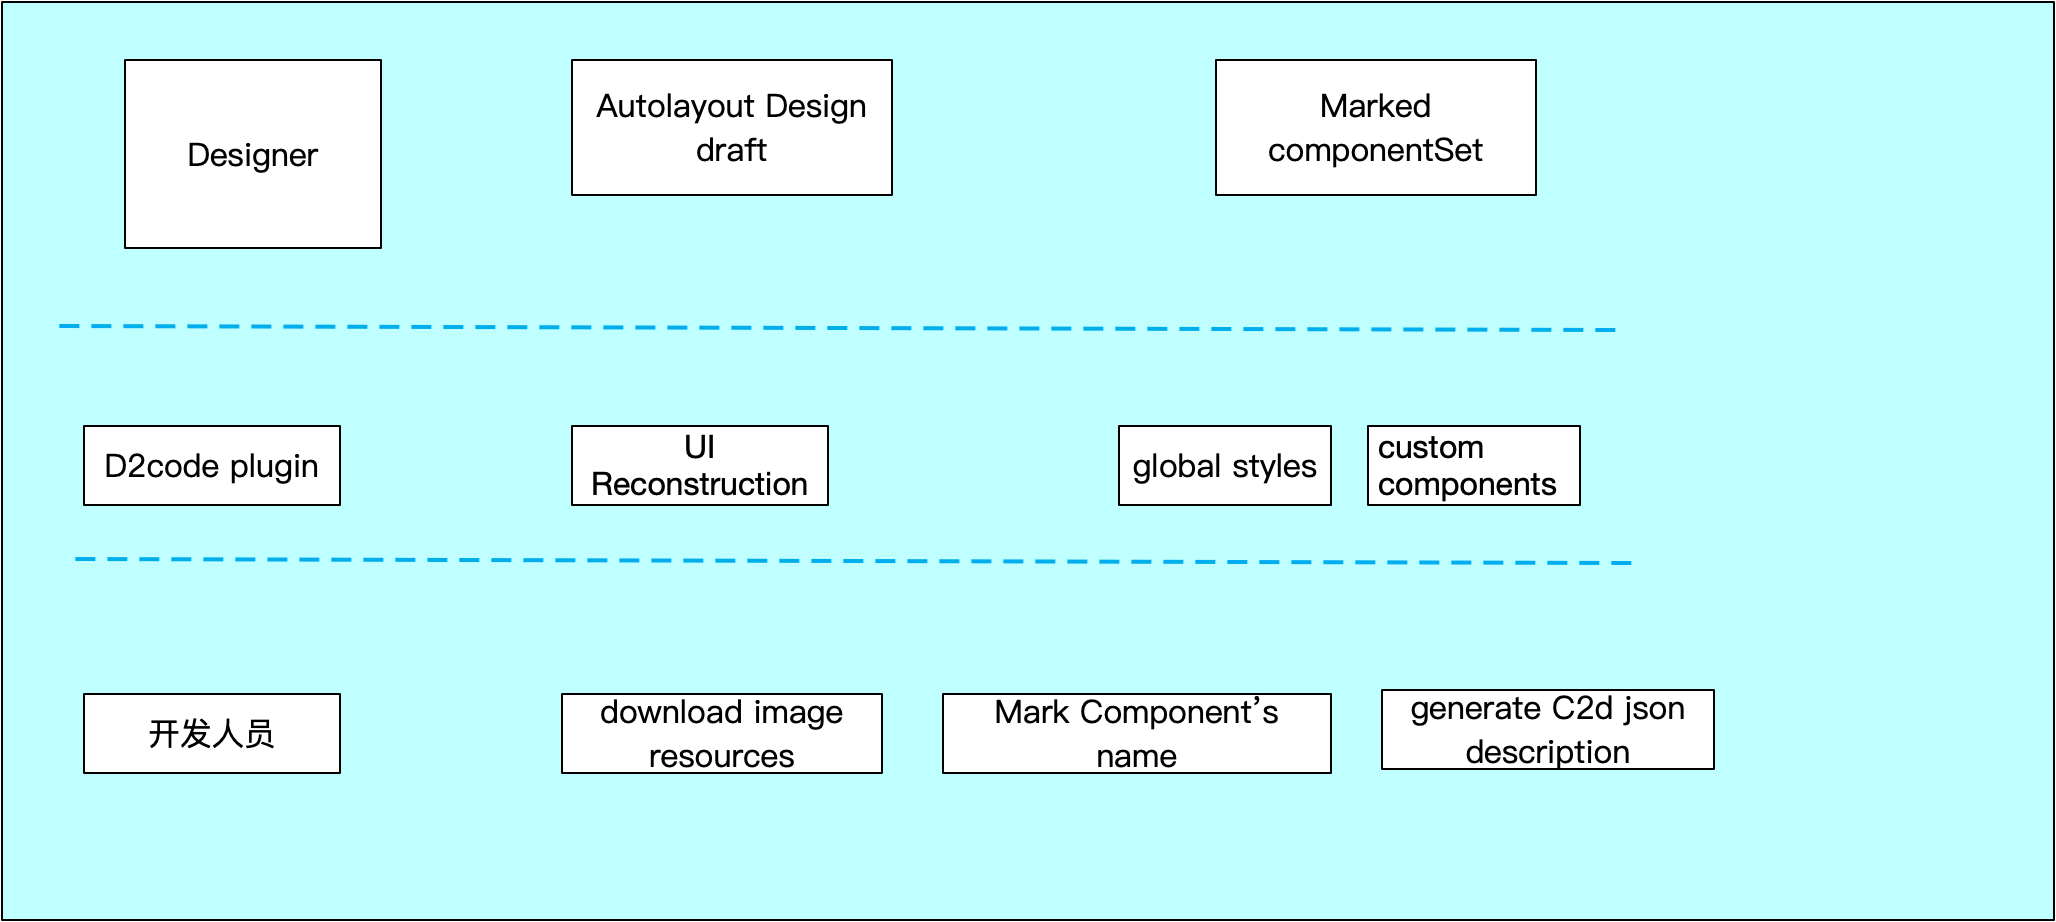 Designer
Autolayout Design
draft
Marked
componentSet
D2code plugin
UI
Reconstruction
global styles
custom
components
开发人员
download image
resources
Mark Component’s
name
generate C2d json
description